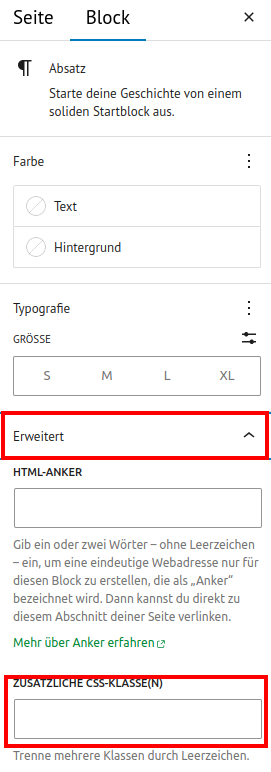 Seite Block ×
¶ Absatz
Starte deine Geschichte von einem
soliden Startblock aus.
Farbe
Text
Hintergrund
Typografie
GRÖSSE
S M L XL
Erweitert
HTML-ANKER
Gib ein oder zwei Wörter – ohne Leerzeichen
– ein, um eine eindeutige Webadresse nur für
diesen Block zu erstellen, die als „Anker“
bezeichnet wird. Dann kannst du direkt zu
diesem Abschnitt deiner Seite verlinken.
Mehr über Anker erfahren
ZUSÄTZLICHE CSS-KLASSE(N)
Trenne mehrere Klassen durch Leerzeichen.